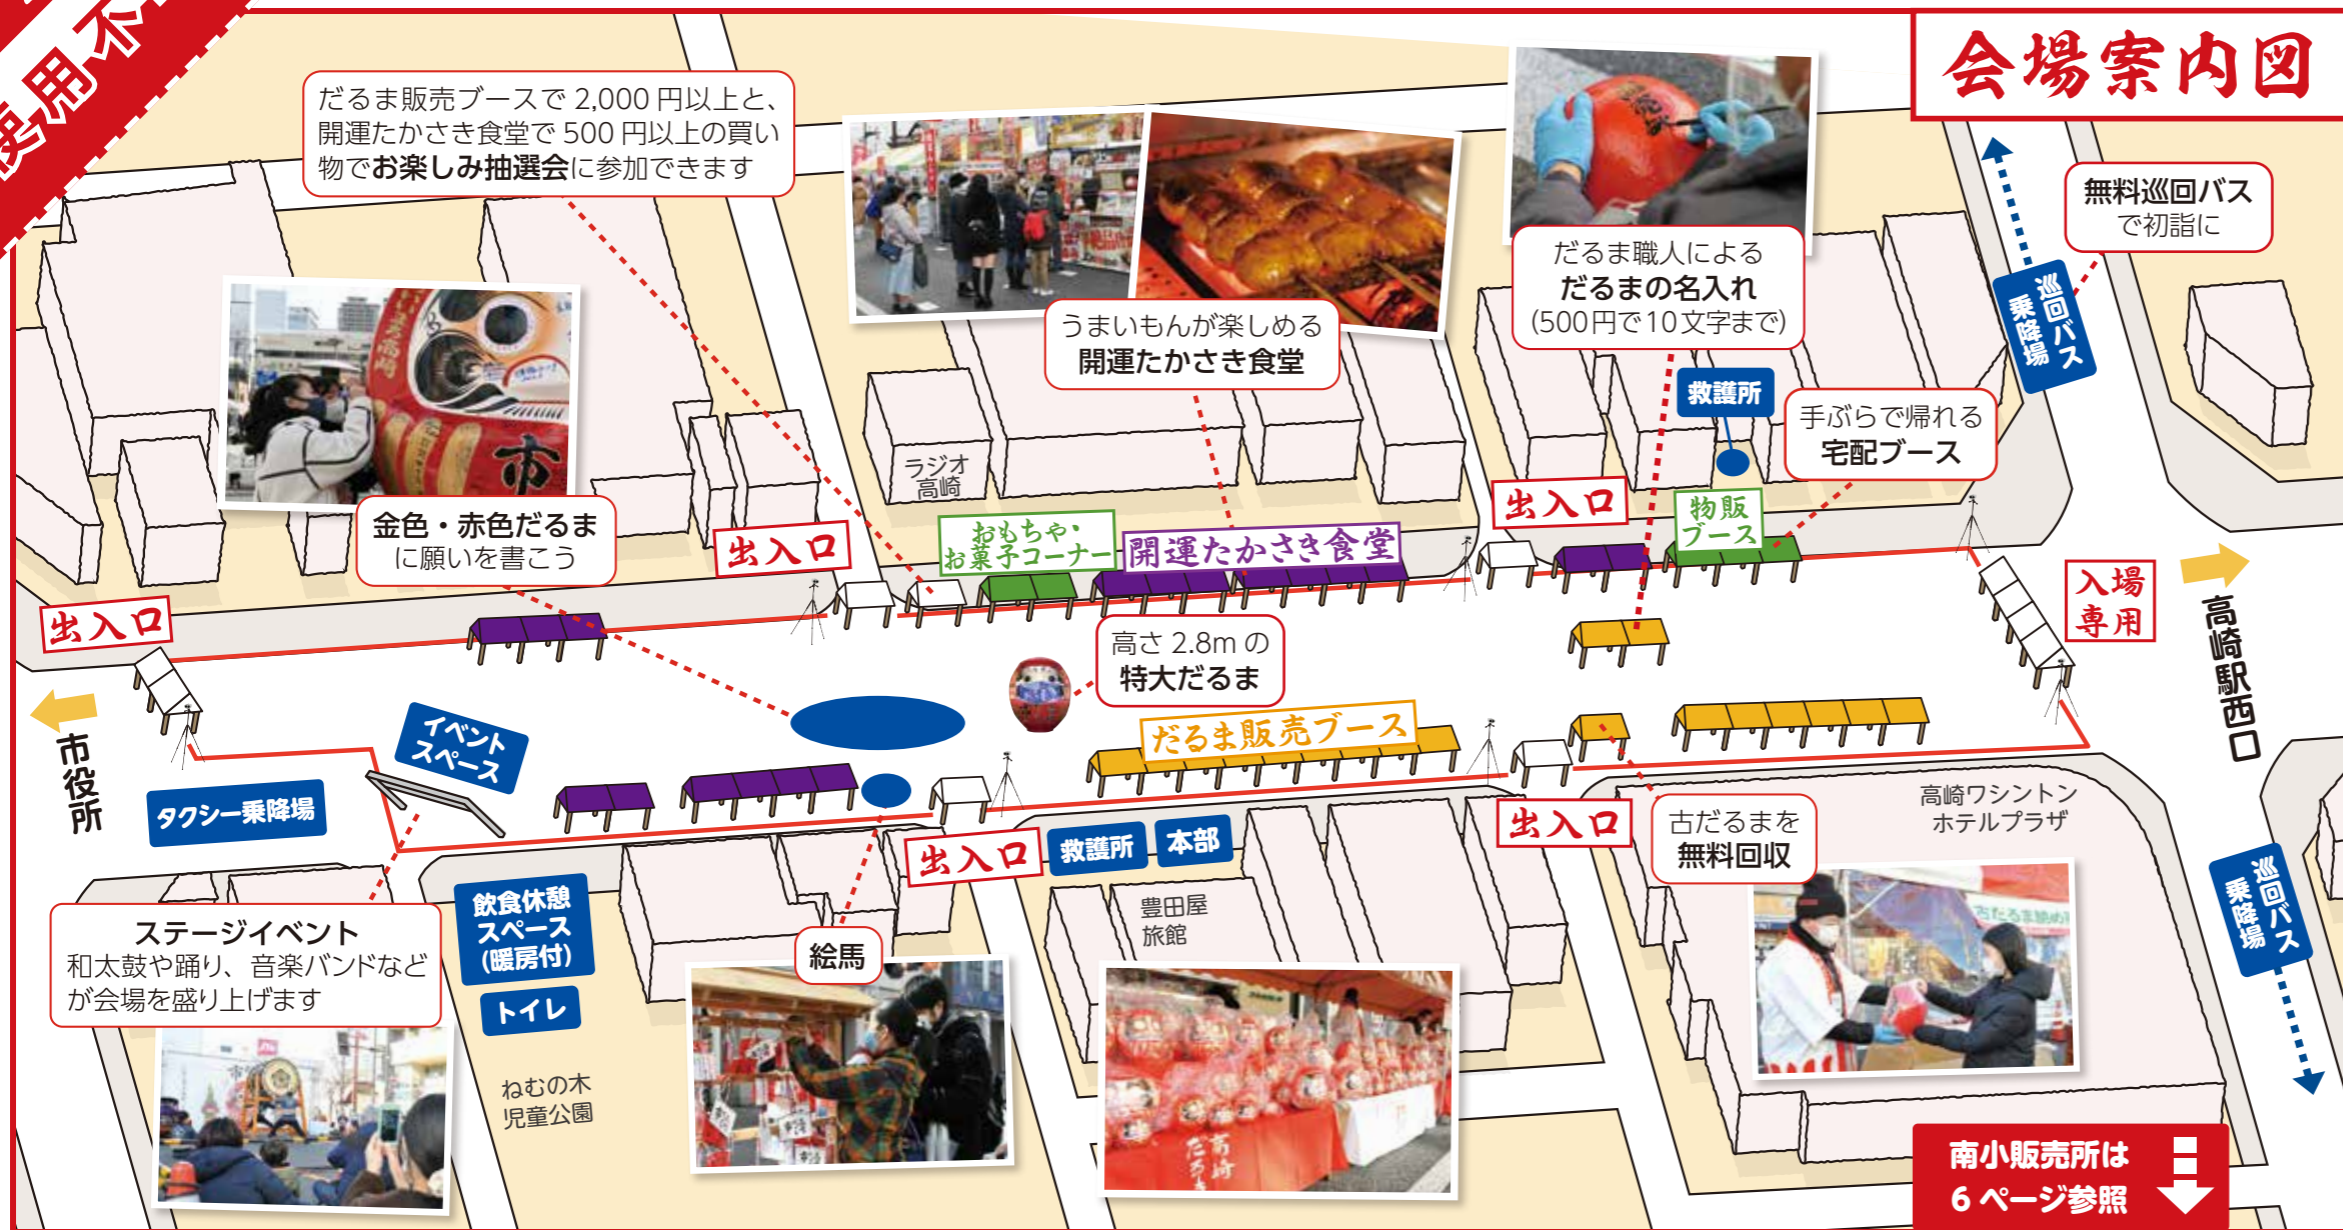 使用不
会場案内図
だるま販売ブースで 2,000 円以上と、
開運たかさき食堂で 500 円以上の買い
物でお楽しみ抽選会に参加できます
だるま職人による
だるまの名入れ
(500円で10文字まで)
無料巡回バス
で初詣に
巡回バス
乗降場
うまいもんが楽しめる
開運たかさき食堂
救護所
手ぶらで帰れる
宅配ブース
ラジオ
高崎
金色・赤色だるま
に願いを書こう
市
出入口
おもちゃ・
お菓子コーナー
開運たかさき食堂
出入口
物販
ブース
出入口
入場
専用
高崎駅西口
高さ 2.8m の
特大だるま
市役所
イベント
スペース
だるま販売ブース
タクシー乗降場
出入口
救護所
本部
出入口
古だるまを
無料回収
高崎ワシントン
ホテルプラザ
巡回バス
乗降場
ステージイベント
和太鼓や踊り、音楽バンドなど
が会場を盛り上げます
飲食休憩
スペース
(暖房付)
トイレ
絵馬
豊田屋
旅館
ねむの木
児童公園
南小販売所は
6 ページ参照